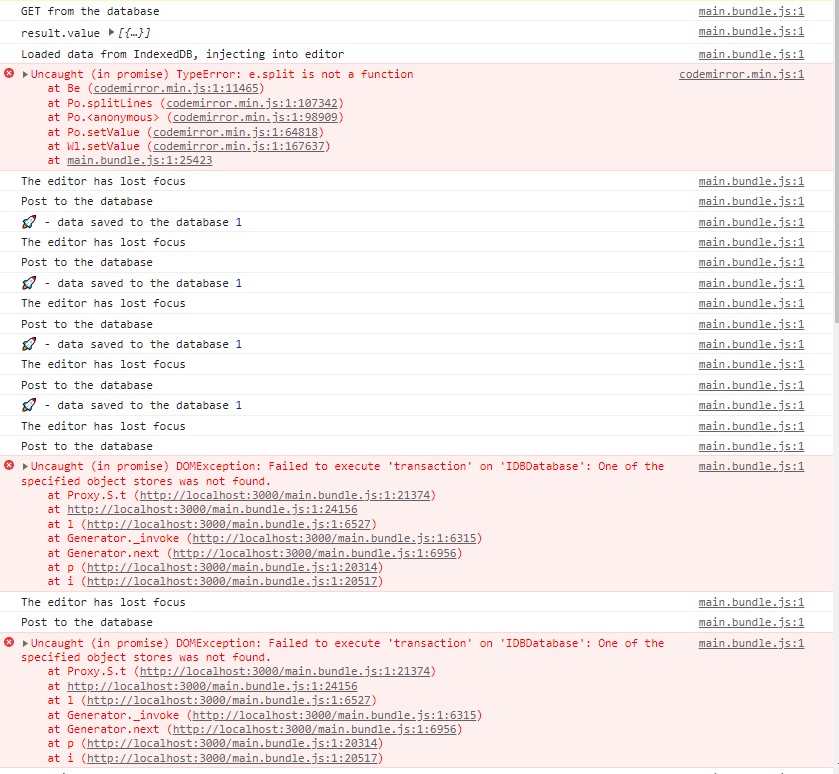 GET from the database main.bundle.js:1
result.value ▶[{…}] main.bundle.js:1
Loaded data from IndexedDB, injecting into editor main.bundle.js:1
▶Uncaught (in promise) TypeError: e.split is not a function codemirror.min.js:1
at Be (codemirror.min.js:1:11465)
at Po.splitLines (codemirror.min.js:1:107342)
at Po.<anonymous> (codemirror.min.js:1:98909)
at Po.setValue (codemirror.min.js:1:64818)
at Wl.setValue (codemirror.min.js:1:167637)
at main.bundle.js:1:25423
The editor has lost focus main.bundle.js:1
Post to the database main.bundle.js:1
🚀 - data saved to the database 1 main.bundle.js:1
The editor has lost focus main.bundle.js:1
Post to the database main.bundle.js:1
🚀 - data saved to the database 1 main.bundle.js:1
The editor has lost focus main.bundle.js:1
Post to the database main.bundle.js:1
🚀 - data saved to the database 1 main.bundle.js:1
The editor has lost focus main.bundle.js:1
Post to the database main.bundle.js:1
🚀 - data saved to the database 1 main.bundle.js:1
The editor has lost focus main.bundle.js:1
Post to the database main.bundle.js:1
▶Uncaught (in promise) DOMException: Failed to execute 'transaction' on 'IDBDatabase': One of the main.bundle.js:1
specified object stores was not found.
at Proxy.S.t (http://localhost:3000/main.bundle.js:1:21374)
at http://localhost:3000/main.bundle.js:1:24156
at l (http://localhost:3000/main.bundle.js:1:6527)
at Generator._invoke (http://localhost:3000/main.bundle.js:1:6315)
at Generator.next (http://localhost:3000/main.bundle.js:1:6956)
at p (http://localhost:3000/main.bundle.js:1:20314)
at i (http://localhost:3000/main.bundle.js:1:20517)
The editor has lost focus main.bundle.js:1
Post to the database main.bundle.js:1
▶Uncaught (in promise) DOMException: Failed to execute 'transaction' on 'IDBDatabase': One of the main.bundle.js:1
specified object stores was not found.
at Proxy.S.t (http://localhost:3000/main.bundle.js:1:21374)
at http://localhost:3000/main.bundle.js:1:24156
at l (http://localhost:3000/main.bundle.js:1:6527)
at Generator._invoke (http://localhost:3000/main.bundle.js:1:6315)
at Generator.next (http://localhost:3000/main.bundle.js:1:6956)
at p (http://localhost:3000/main.bundle.js:1:20314)
at i (http://localhost:3000/main.bundle.js:1:20517)